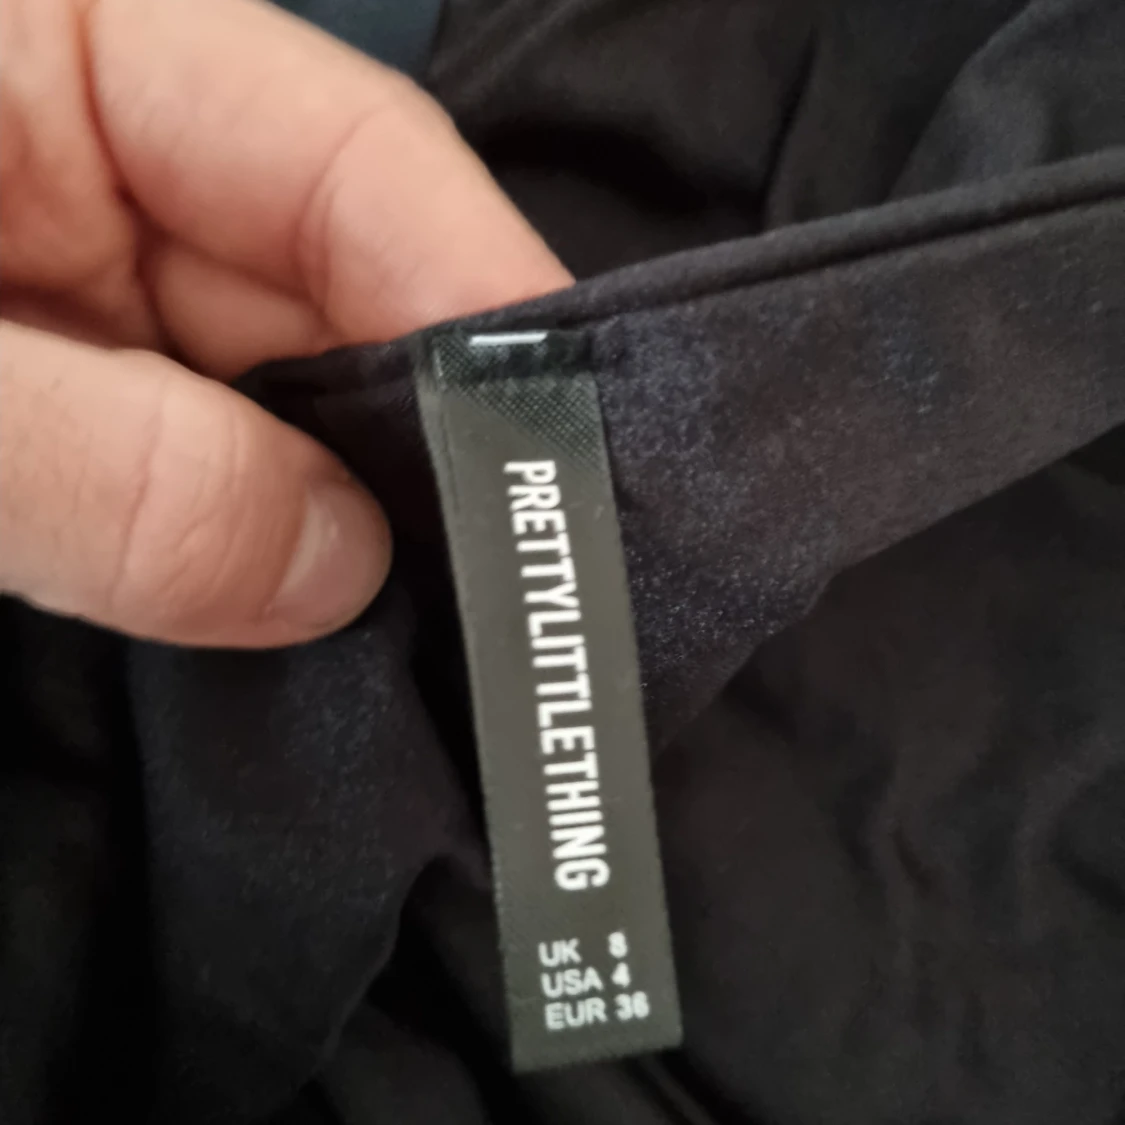 PRETTYLITTLETHING
UK 8
USA 4
EUR 36